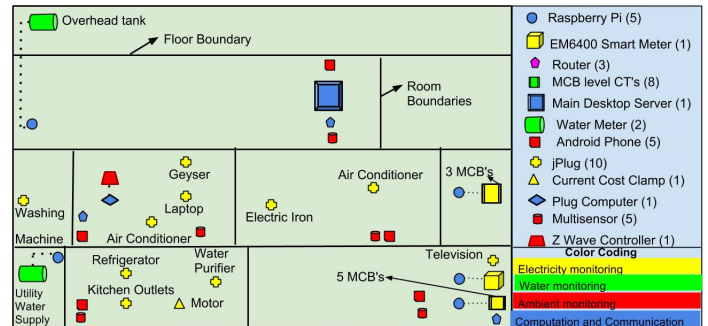 Overhead tank
Floor Boundary
Room
Boundaries
Geyser
Laptop
Air Conditioner
Washing
Machine
Air Conditioner
Electric Iron
3 MCB's
Refrigerator
Water
Purifier
Kitchen Outlets
Motor
Utility
Water
Supply
Television
5 MCB's
Raspberry Pi (5)
EM6400 Smart Meter (1)
Router (3)
MCB level CT's (8)
Main Desktop Server (1)
Water Meter (2)
Android Phone (5)
jPlug (10)
Current Cost Clamp (1)
Plug Computer (1)
Multisensor (5)
Z Wave Controller (1)
Color Coding
Electricity monitoring
Water monitoring
Ambient monitoring
Computation and Communication